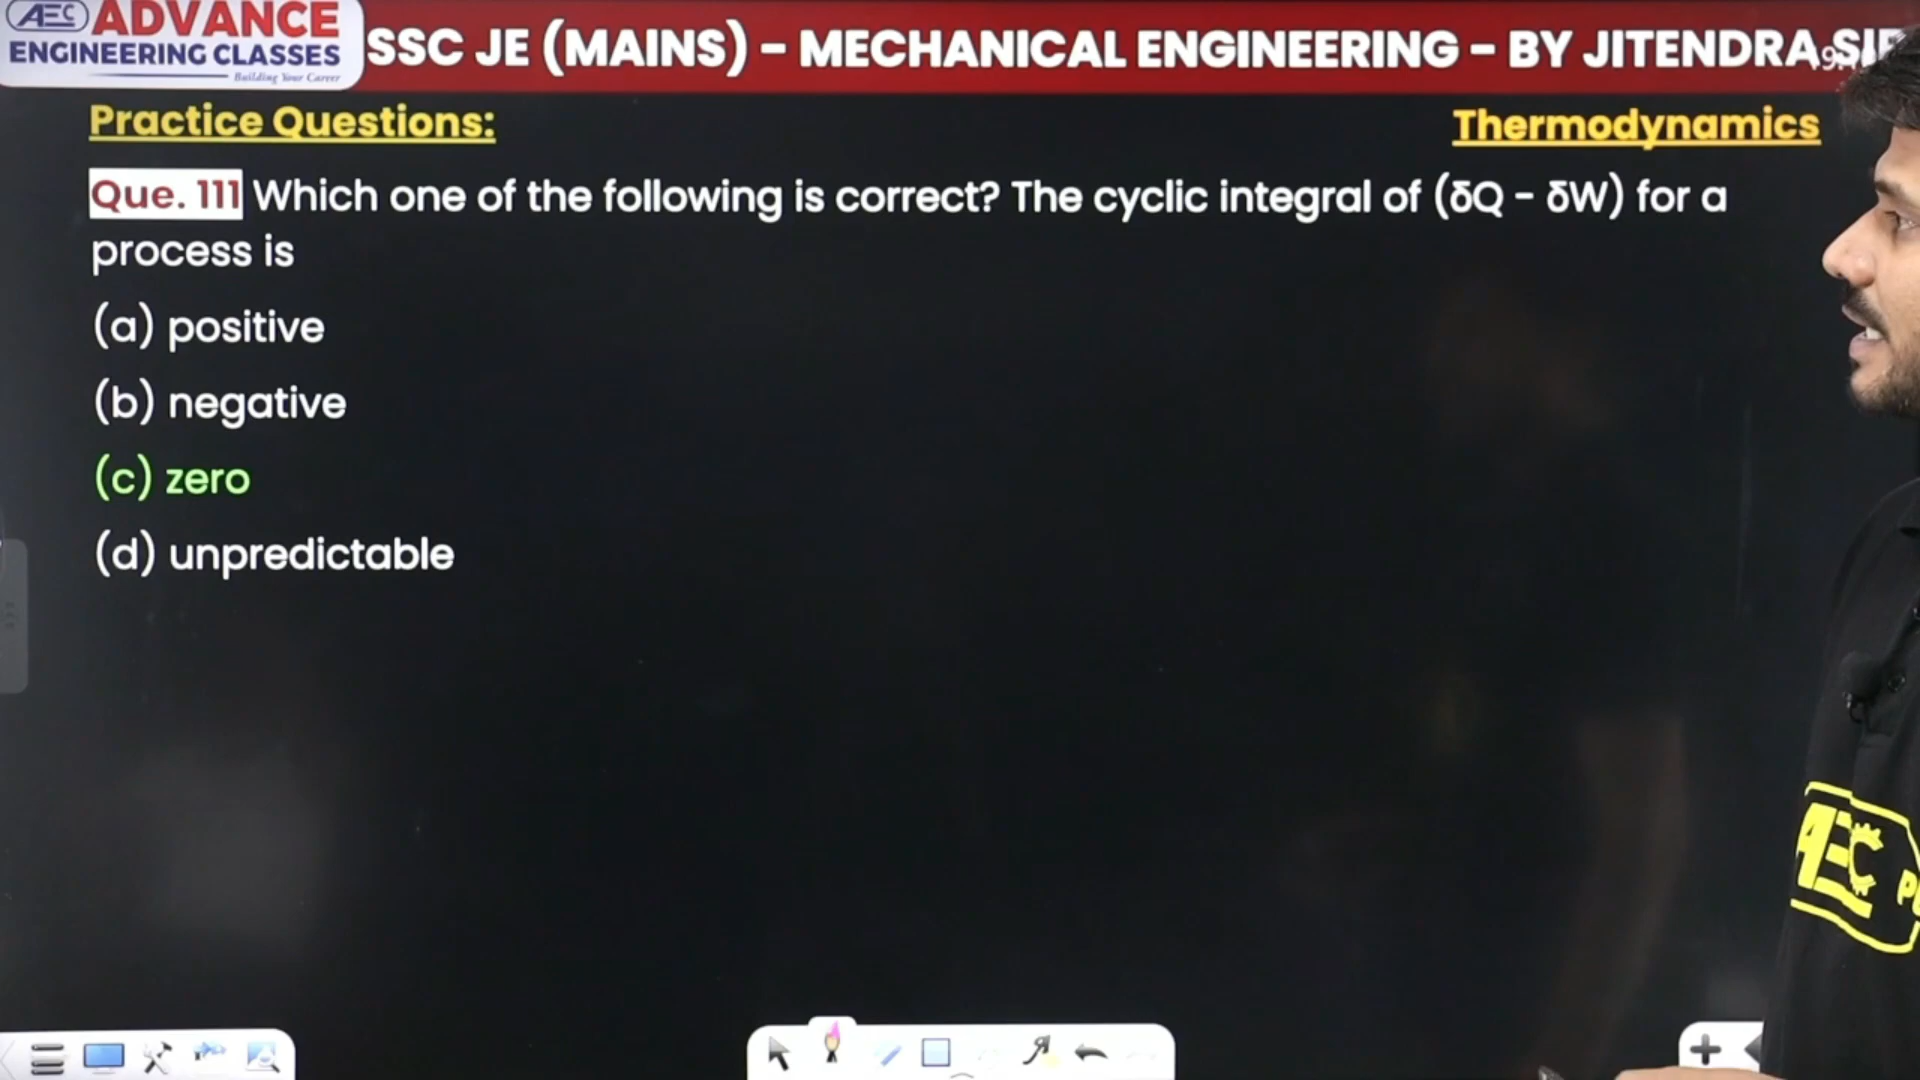 AEC ADVANCE
ENGINEERING CLASSES
Building Your Career
SSC JE (MAINS) - MECHANICAL ENGINEERING - BY JITENDRA
Practice Questions:
Thermodynamics
Que. 111 Which one of the following is correct? The cyclic integral of (δQ - δW) for a
process is
(a) positive
(b) negative
(c) zero
(d) unpredictable
AEC